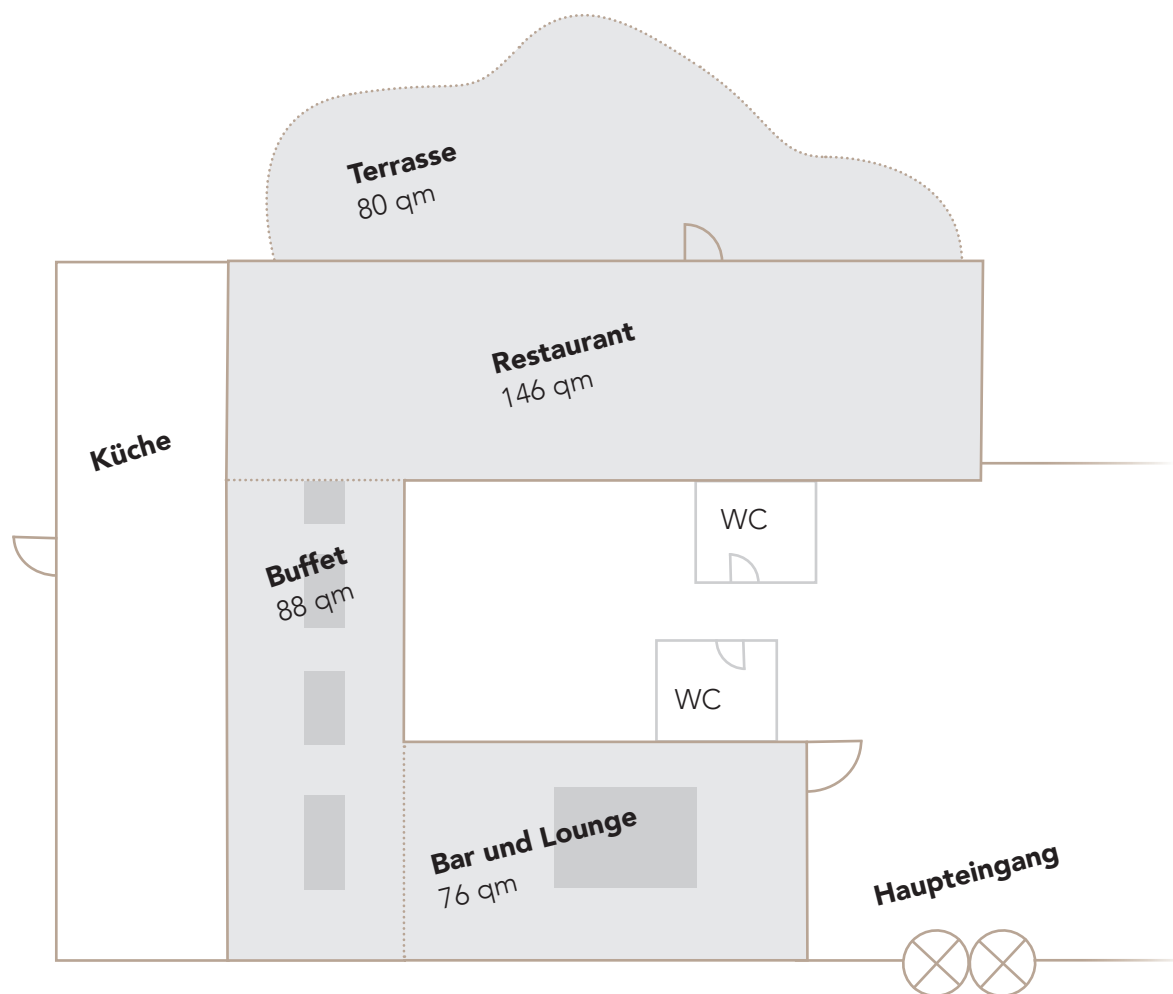 Terrasse
80 qm
Restaurant
146 qm
Küche
WC
Buffet
88 qm
WC
Bar und Lounge
76 qm
Haupteingang